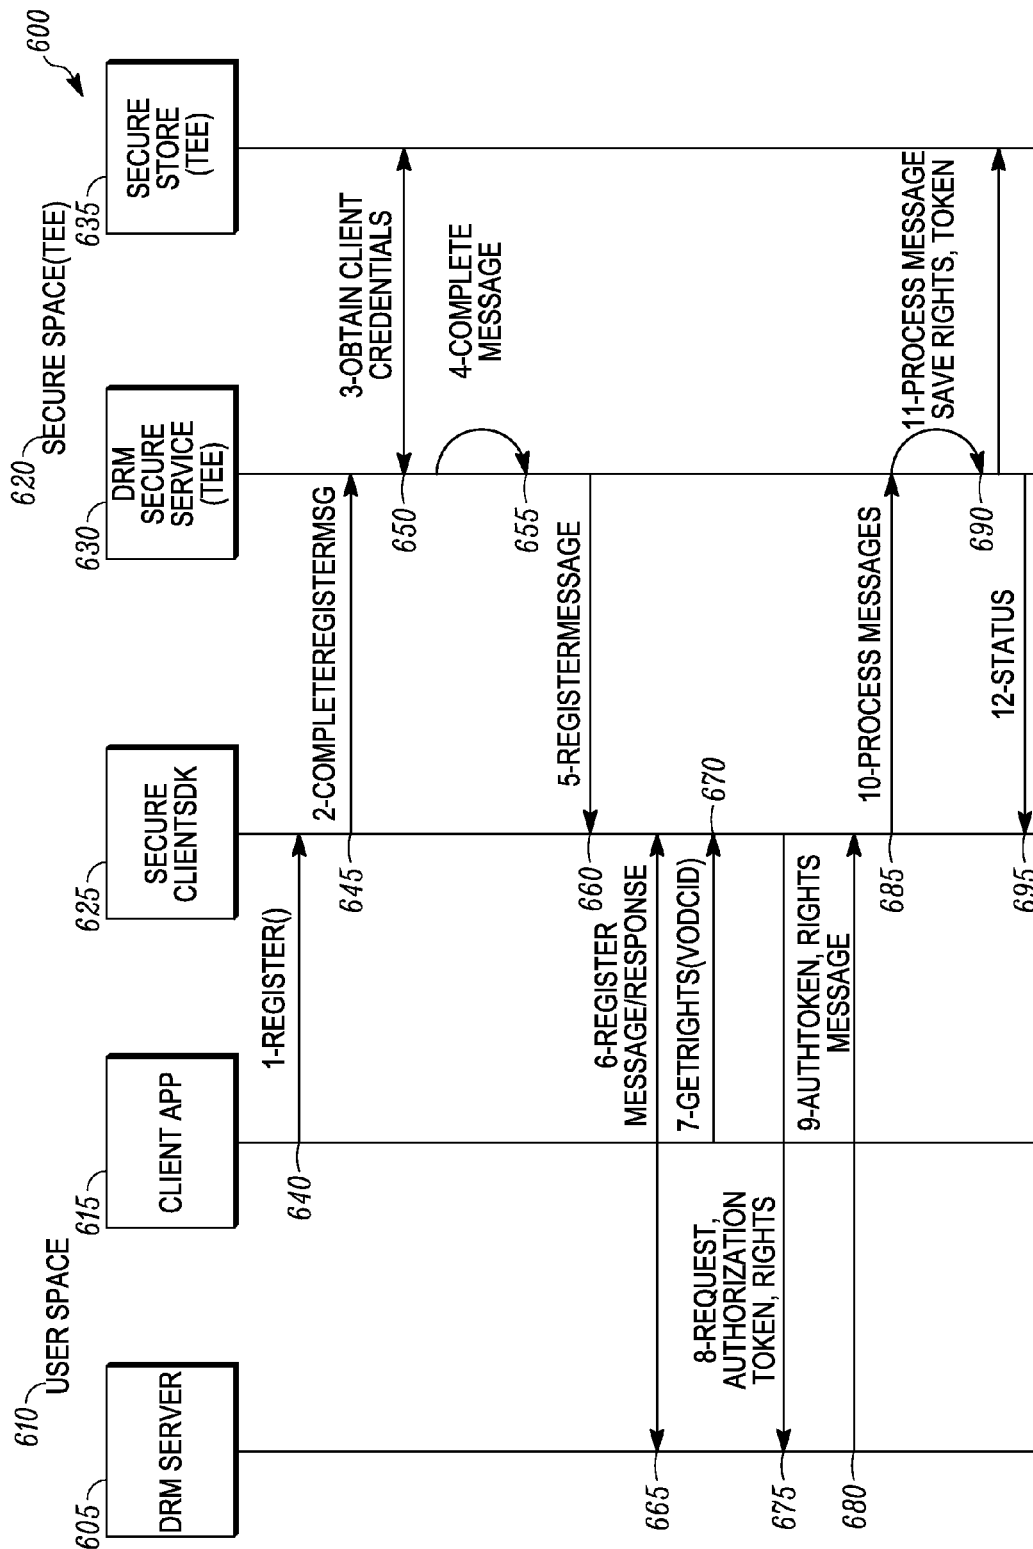 600
610
USER SPACE
620
SECURE SPACE(TEE)
605
DRM SERVER
615
CLIENT APP
625
SECURE
CLIENTSDK
630
DRM
SECURE
SERVICE
(TEE)
635
SECURE
STORE
(TEE)
1-REGISTER()
640
2-COMPLETEREGISTERMSG
645
3-OBTAIN CLIENT
CREDENTIALS
650
4-COMPLETE
MESSAGE
655
5-REGISTERMESSAGE
660
6-REGISTER
MESSAGE/RESPONSE
665
7-GETRIGHTS(VODCID)
670
8-REQUEST,
AUTHORIZATION
TOKEN, RIGHTS
675
9-AUTHTOKEN, RIGHTS
MESSAGE
680
10-PROCESS MESSAGES
685
11-PROCESS MESSAGE
SAVE RIGHTS, TOKEN
690
12-STATUS
695